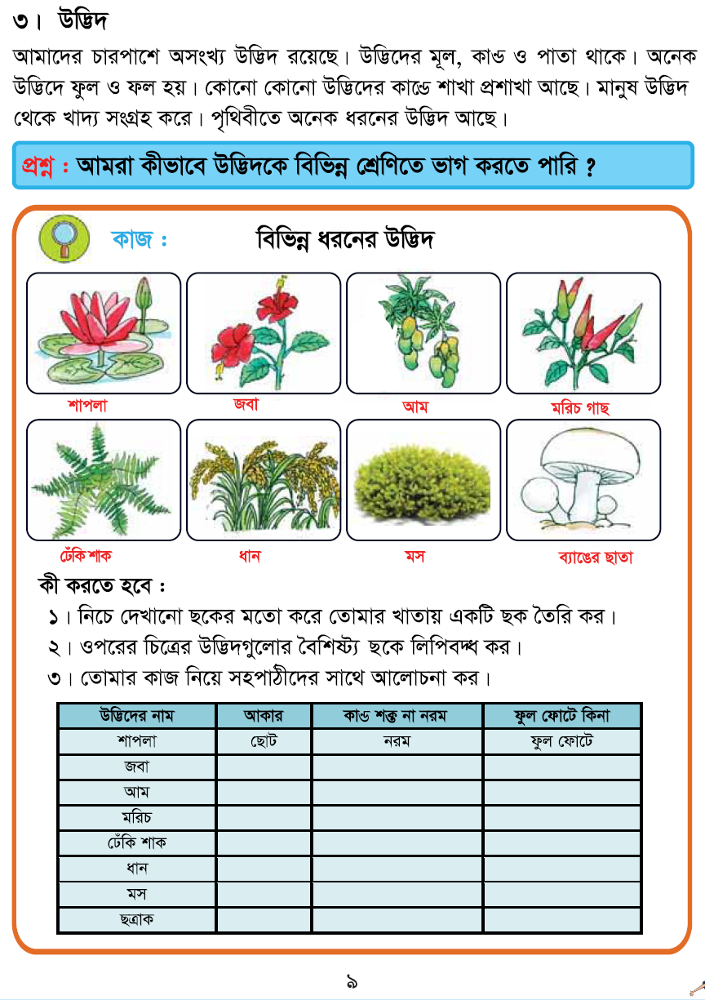 ৩। উদ্ভিদ
আমাদের চারপাশে অসংখ্য উদ্ভিদ রয়েছে। উদ্ভিদের মূল, কাণ্ড ও পাতা থাকে। অনেক
উদ্ভিদে ফুল ও ফল হয়। কোনো কোনো উদ্ভিদের কান্ডে শাখা প্রশাখা আছে। মানুষ উদ্ভিদ
থেকে খাদ্য সংগ্রহ করে। পৃথিবীতে অনেক ধরনের উদ্ভিদ আছে।
প্রশ্ন : আমরা কীভাবে উদ্ভিদকে বিভিন্ন শ্রেণিতে ভাগ করতে পারি ?
কাজ : বিভিন্ন ধরনের উদ্ভিদ
শাপলা জবা আম মরিচ গাছ
ঢেঁকি শাক ধান মস ব্যাঙের ছাতা
কী করতে হবে :
১। নিচে দেখানো ছকের মতো করে তোমার খাতায় একটি ছক তৈরি কর।
২। ওপরের চিত্রের উদ্ভিদগুলোর বৈশিষ্ট্য ছকে লিপিবদ্ধ কর।
৩। তোমার কাজ নিয়ে সহপাঠীদের সাথে আলোচনা কর।
উদ্ভিদের নাম আকার কাণ্ড শক্ত না নরম ফুল ফোটে কিনা
শাপলা ছোট নরম ফুল ফোটে
জবা
আম
মরিচ
ঢেঁকি শাক
ধান
মস
ছত্রাক
৯